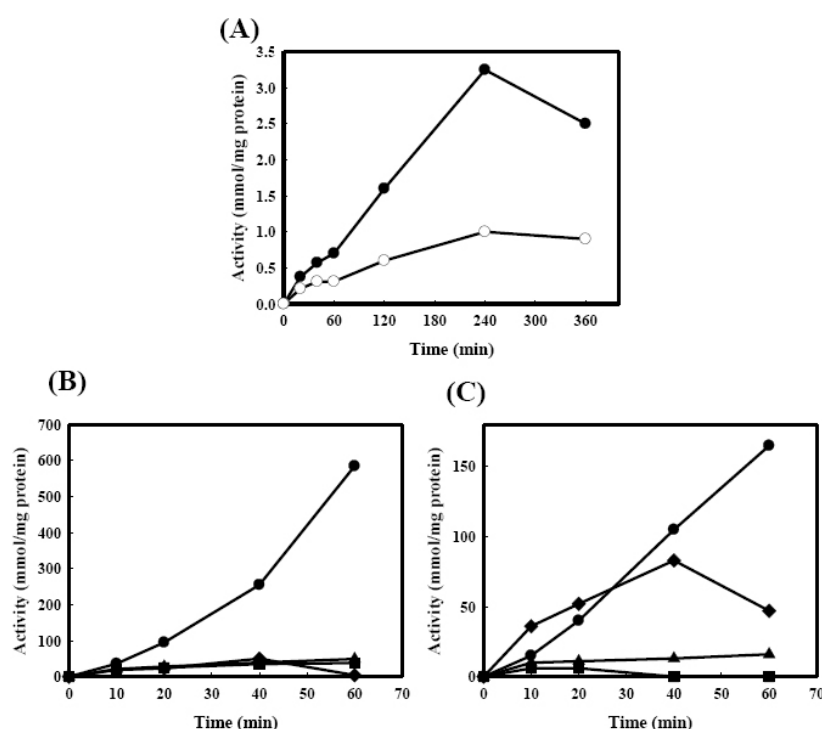 (A)
3.5
3.0
2.5
2.0
1.5
1.0
0.5
0.0
Activity (mmol/mg protein)
0 60 120 180 240 300 360
Time (min)
(B)
700
600
500
400
300
200
100
0
Activity (mmol/mg protein)
0 10 20 30 40 50 60 70
Time (min)
(C)
150
100
50
0
Activity (mmol/mg protein)
0 10 20 30 40 50 60 70
Time (min)